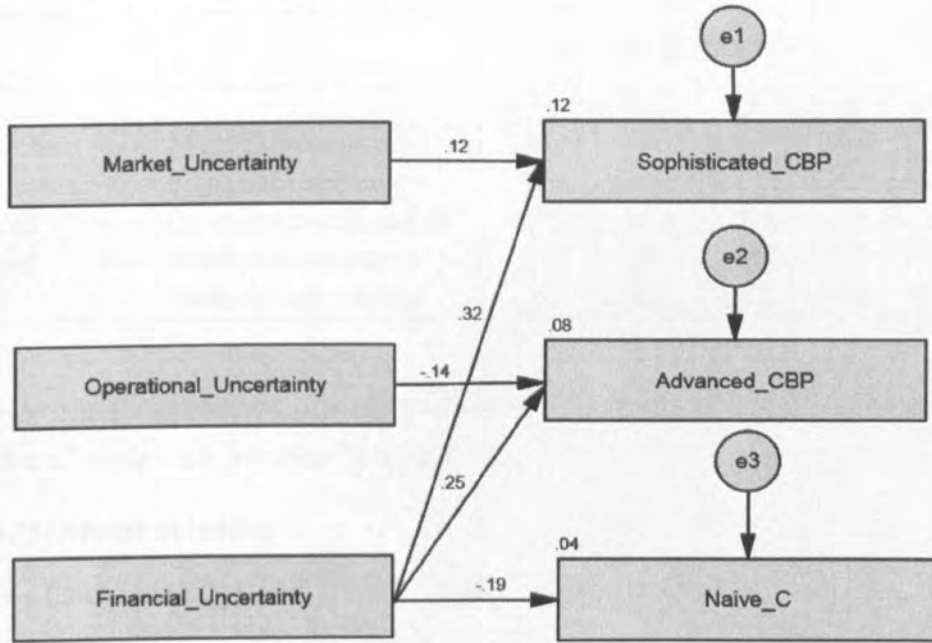 e1
.12
Market_Uncertainty
.12
Sophisticated_CBP
e2
.32
.08
Operational_Uncertainty
-.14
Advanced_CBP
e3
.25
.04
Financial_Uncertainty
-.19
Naive_C